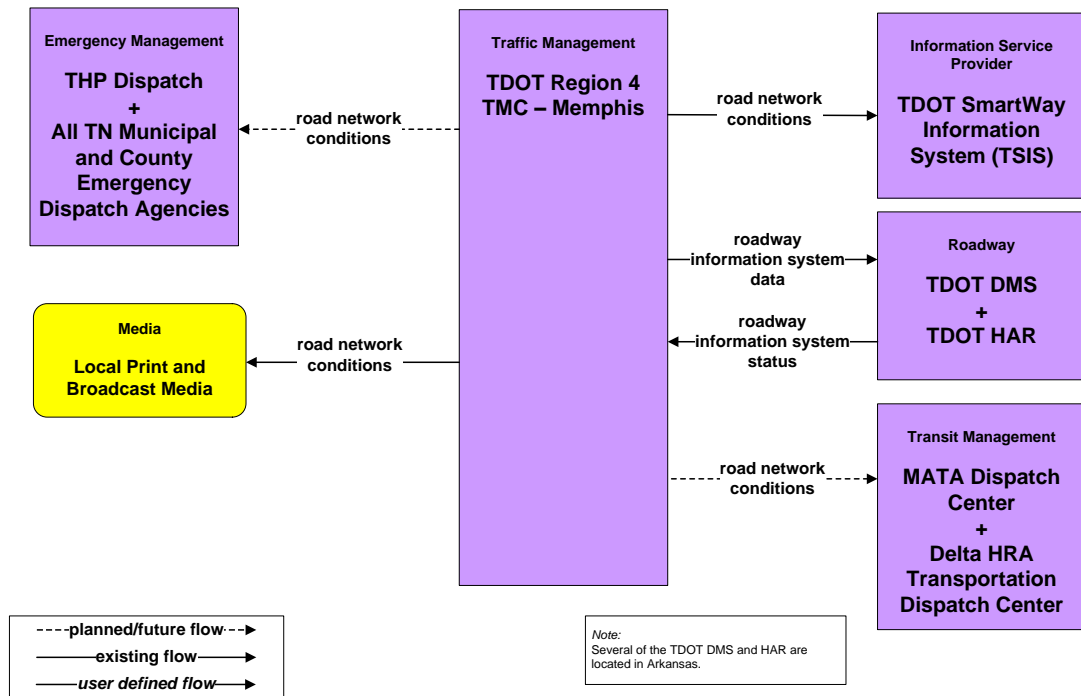 Emergency Management
THP Dispatch
+
All TN Municipal
and County
Emergency
Dispatch Agencies
road network
conditions
Traffic Management
TDOT Region 4
TMC – Memphis
road network
conditions
Information Service
Provider
TDOT SmartWay
Information
System (TSIS)
roadway
information system
data
roadway
information system
status
Roadway
TDOT DMS
+
TDOT HAR
Media
Local Print and
Broadcast Media
road network
conditions
road network
conditions
Transit Management
MATA Dispatch
Center
+
Delta HRA
Transportation
Dispatch Center
planned/future flow
existing flow
user defined flow
Note:
Several of the TDOT DMS and HAR are
located in Arkansas.